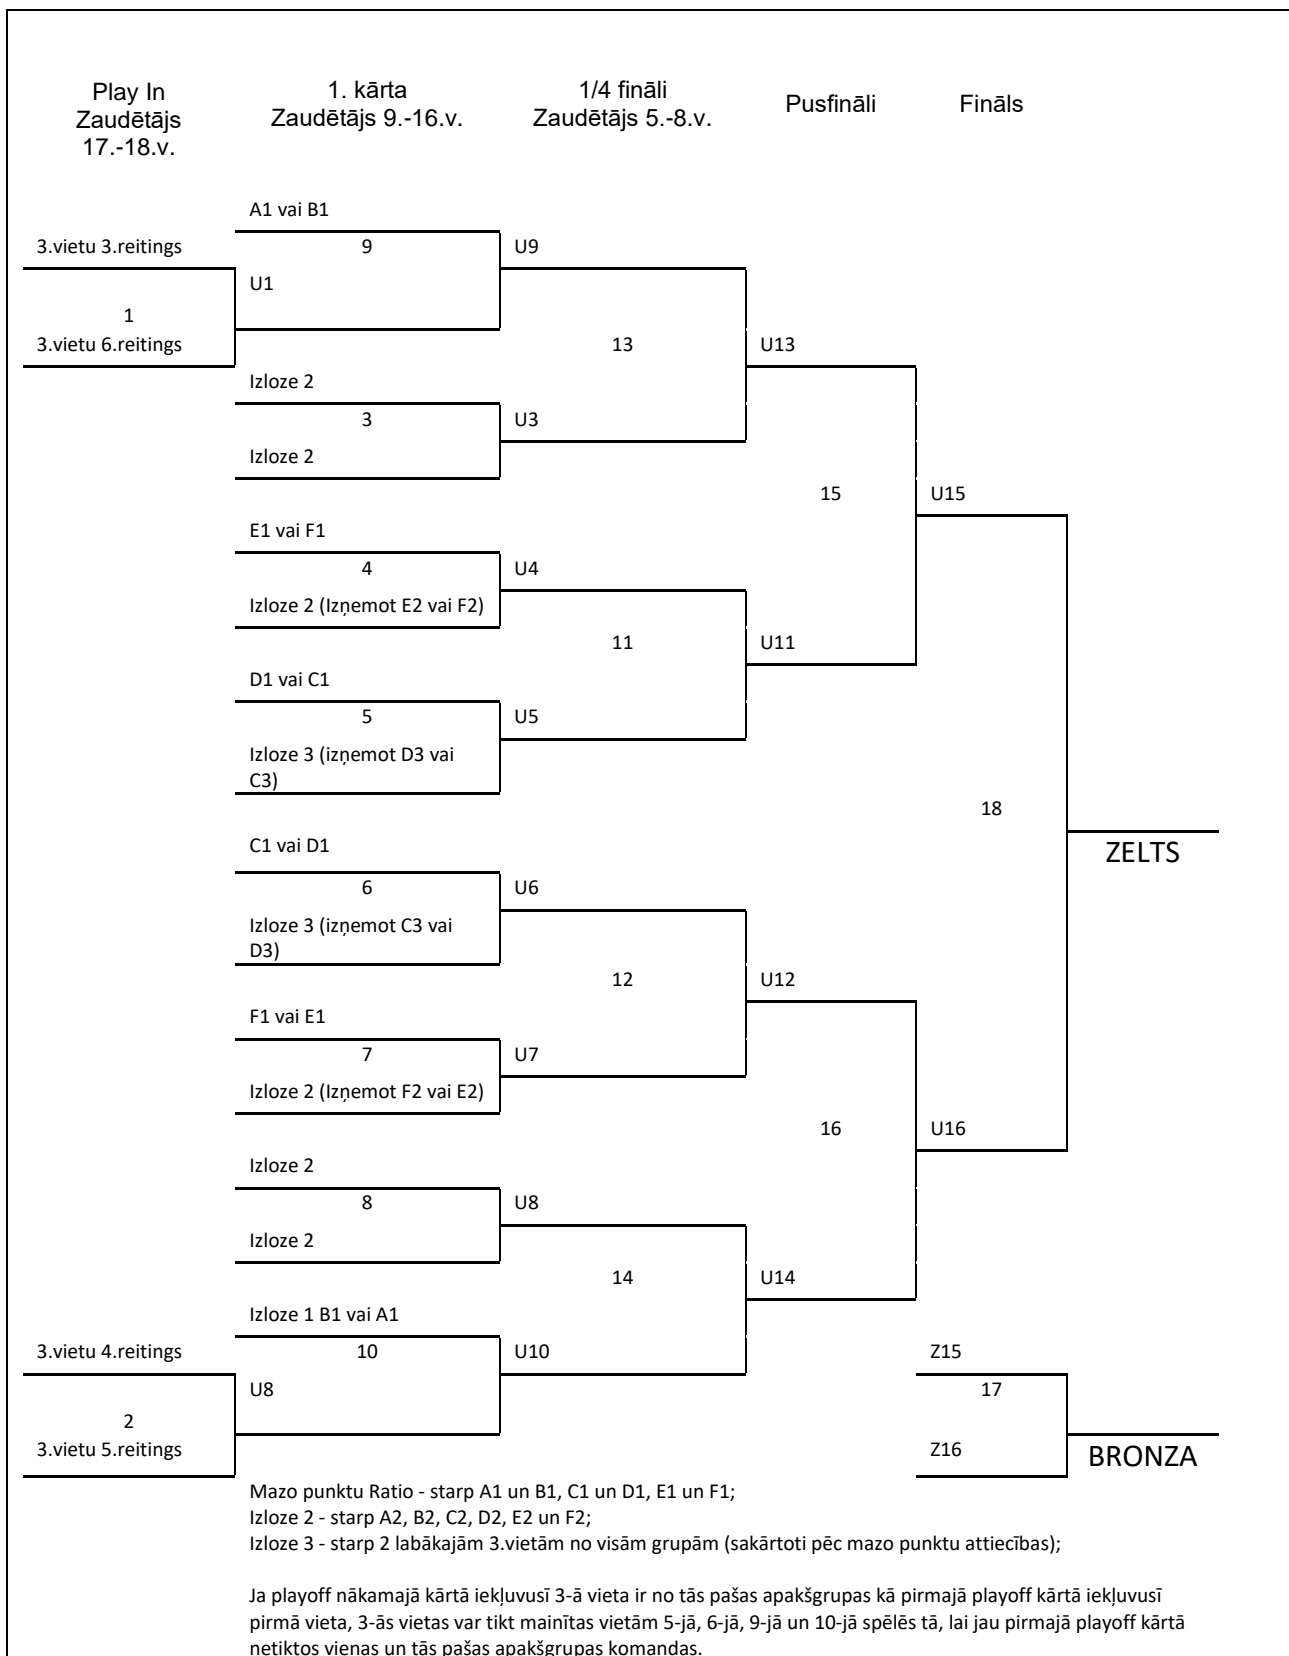 Play In
Zaudētājs
17.-18.v.
1. kārta
Zaudētājs 9.-16.v.
1/4 fināli
Zaudētājs 5.-8.v.
Pusfināli
Fināls
A1 vai B1
3.vietu 3.reitings
9
U9
U1
1
3.vietu 6.reitings
13
U13
Izloze 2
3
U3
Izloze 2
15
U15
E1 vai F1
4
U4
Izloze 2 (Izņemot E2 vai F2)
11
U11
D1 vai C1
5
U5
Izloze 3 (izņemot D3 vai
C3)
18
C1 vai D1
ZELTS
6
U6
Izloze 3 (izņemot C3 vai
D3)
12
U12
F1 vai E1
7
U7
Izloze 2 (Izņemot F2 vai E2)
16
U16
Izloze 2
8
U8
Izloze 2
14
U14
Izloze 1 B1 vai A1
3.vietu 4.reitings
10
U10
Z15
U8
17
2
3.vietu 5.reitings
Z16
BRONZA
Mazo punktu Ratio - starp A1 un B1, C1 un D1, E1 un F1;
Izloze 2 - starp A2, B2, C2, D2, E2 un F2;
Izloze 3 - starp 2 labākajām 3.vietām no visām grupām (sakārtoti pēc mazo punktu attiecības);
Ja playoff nākamajā kārtā iekļuvusī 3-ā vieta ir no tās pašas apakšgrupas kā pirmajā playoff kārtā iekļuvusī
pirmā vieta, 3-ās vietas var tikt mainītas vietām 5-jā, 6-jā, 9-jā un 10-jā spēlēs tā, lai jau pirmajā playoff kārtā
netiktos vienas un tās pašas apakšgrupas komandas.